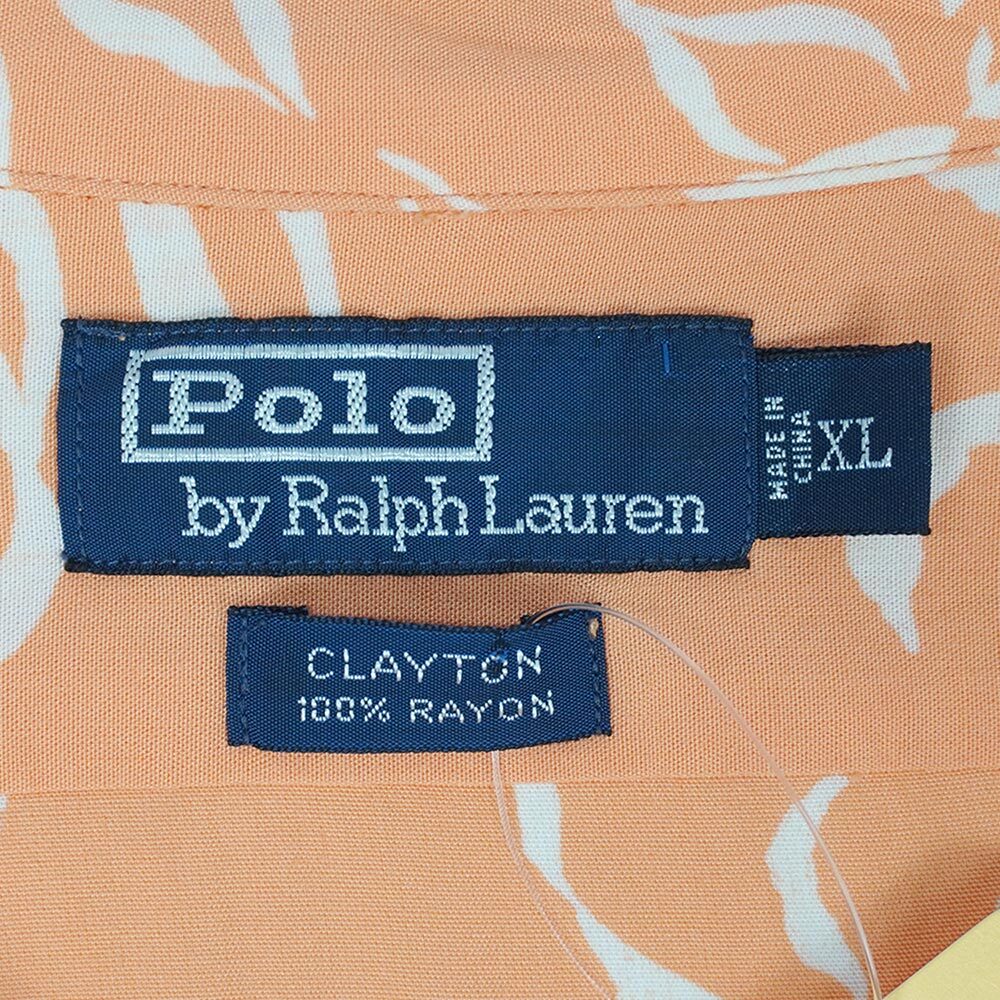 Polo
by Ralph Lauren
MADE IN
CHINA
XL
CLAYTON
100% RAYON